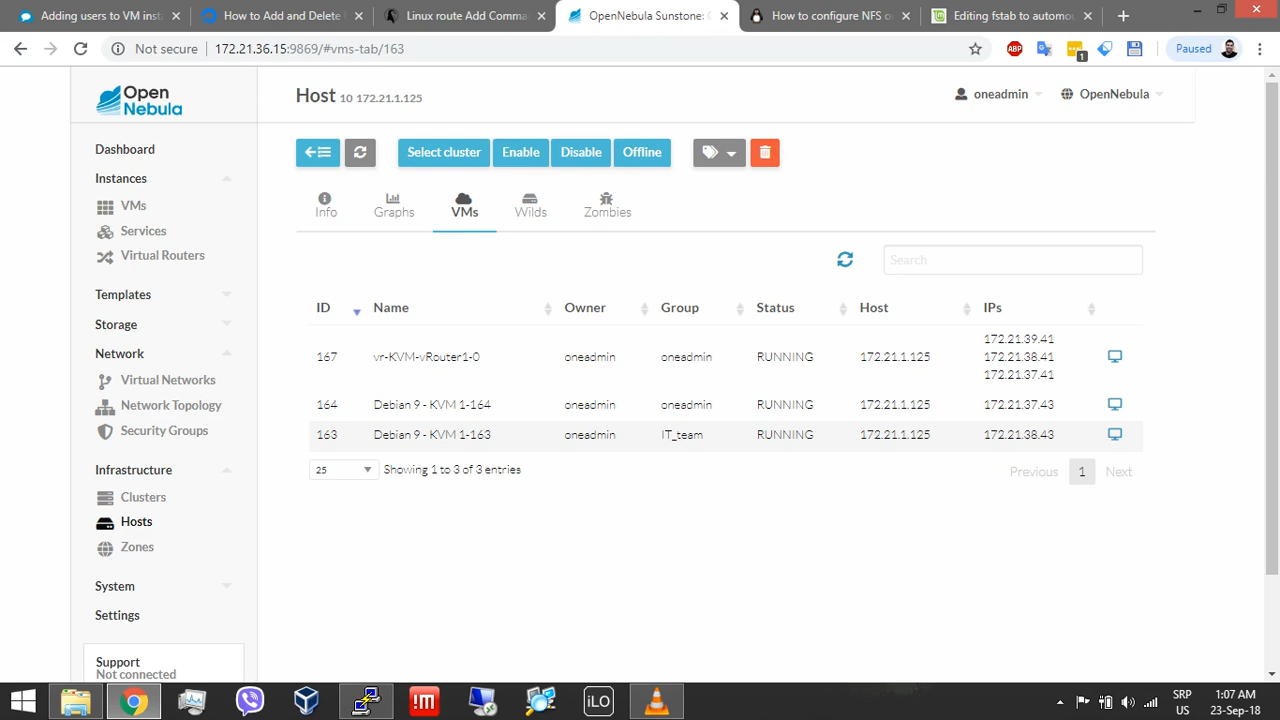 Adding users to VM inst
How to Add and Delete
Linux route Add Comma
OpenNebula Sunstone: C
How to configure NFS o
Editing fstab to automou
Not secure
172.21.36.15:9869/#vms-tab/163
ABP
1
Paused
Open
Nebula
Host 10 172.21.1.125
oneadmin
OpenNebula
Select cluster
Enable
Disable
Offline
Dashboard
Instances
VMs
Services
Virtual Routers
Templates
Storage
Network
Virtual Networks
Network Topology
Security Groups
Infrastructure
Clusters
Hosts
Zones
System
Settings
Support
Not connected
Info
Graphs
VMs
Wilds
Zombies
Search
ID Name Owner Group Status Host IPs
167 vr-KVM-vRouter1-0 oneadmin oneadmin RUNNING 172.21.1.125 172.21.39.41
172.21.38.41
172.21.37.41
164 Debian 9 - KVM 1-164 oneadmin oneadmin RUNNING 172.21.1.125 172.21.37.43
163 Debian 9 - KVM 1-163 oneadmin IT_team RUNNING 172.21.1.125 172.21.38.43
25 Showing 1 to 3 of 3 entries
Previous 1 Next
!m
iLO
SRP
US
1:07 AM
23-Sep-18